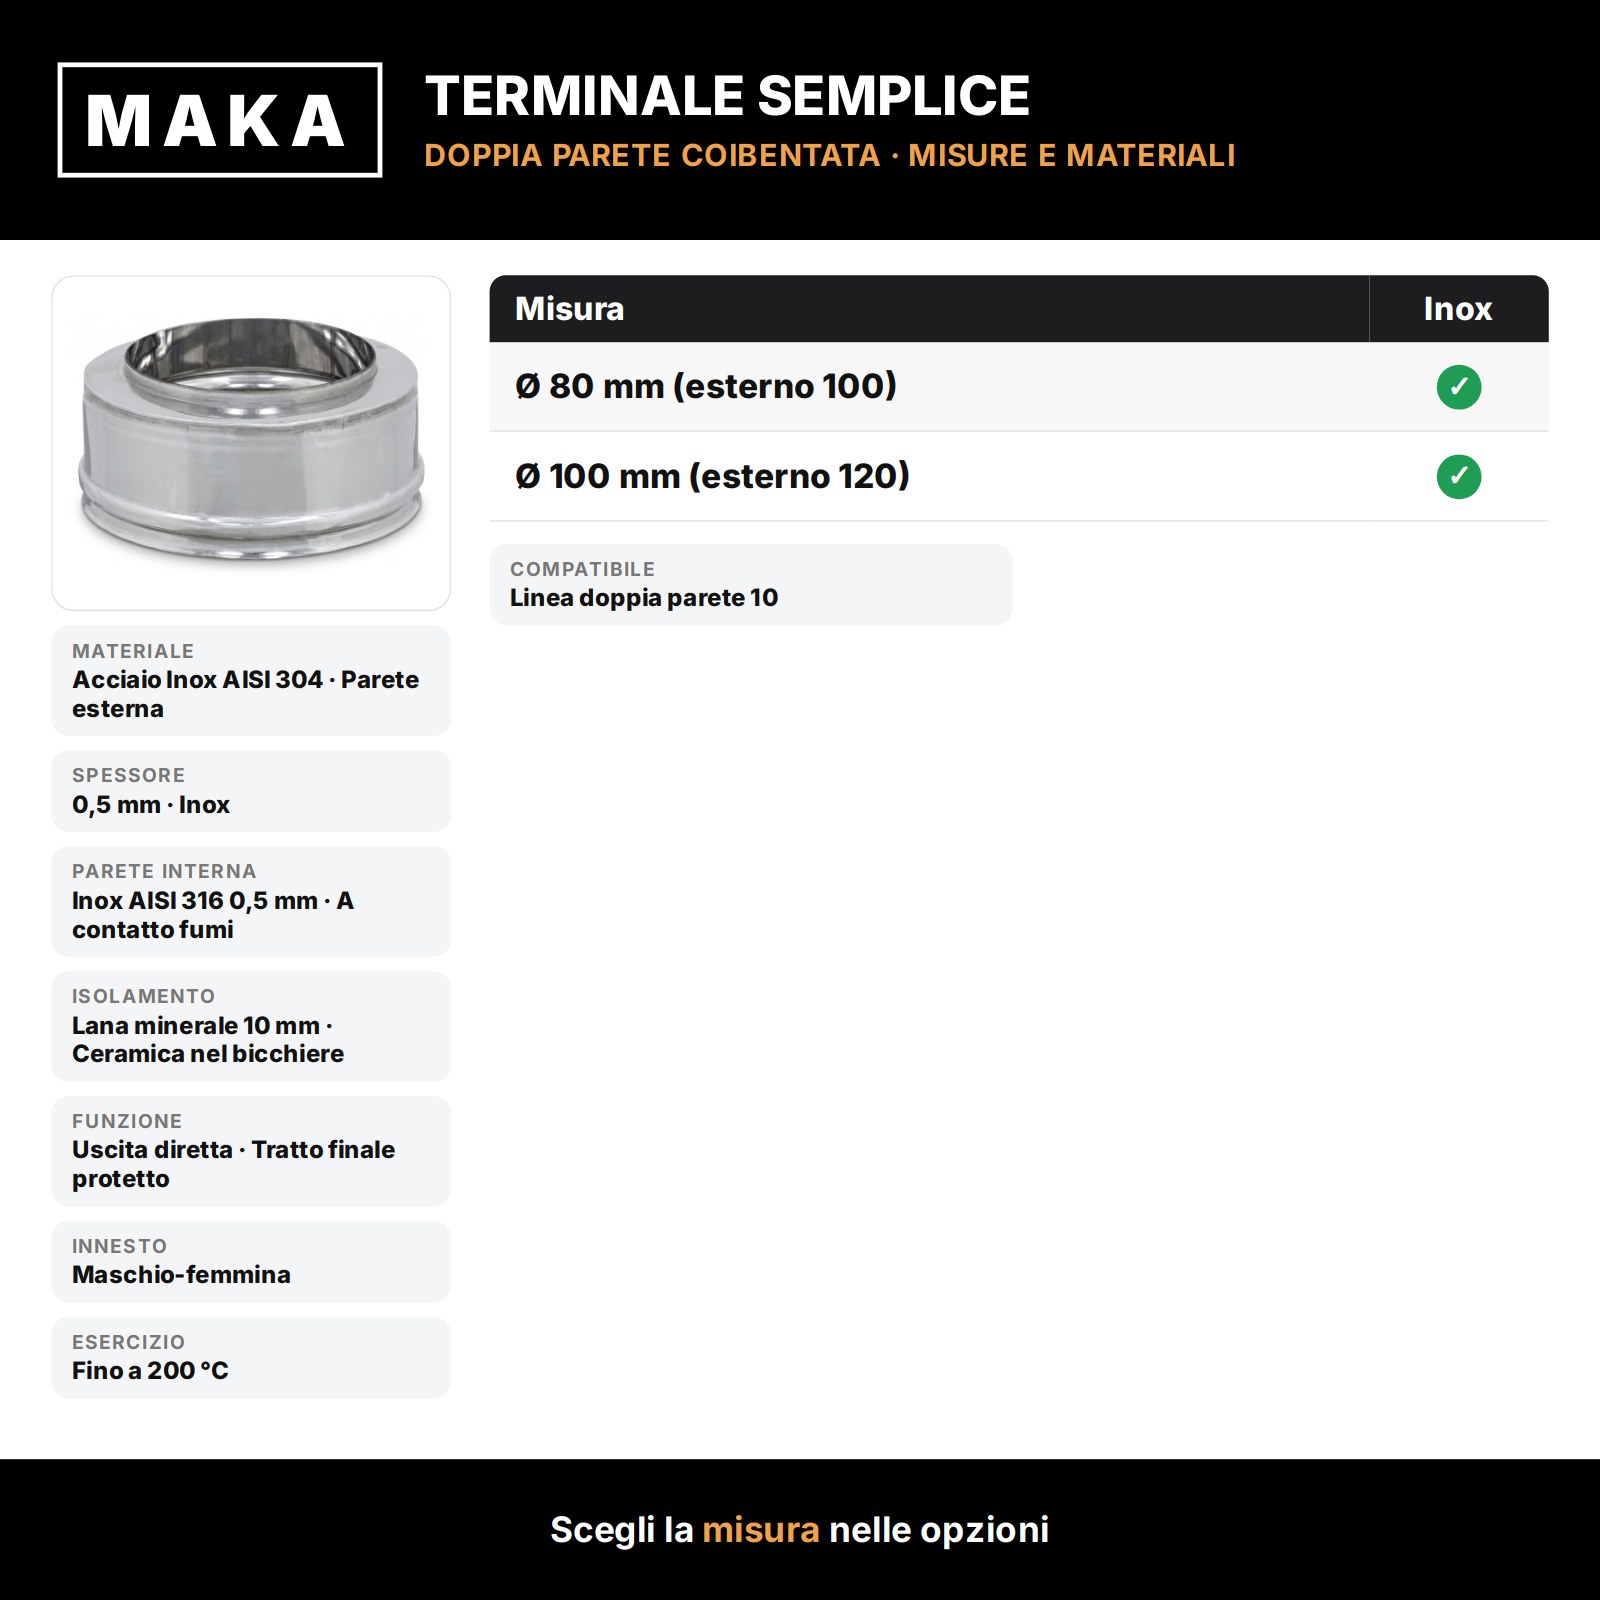 MAKA
TERMINALE SEMPLICE
DOPPIA PARETE COIBENTATA · MISURE E MATERIALI
Misura Inox
Ø 80 mm (esterno 100) ✓
Ø 100 mm (esterno 120) ✓
COMPATIBILE
Linea doppia parete 10
MATERIALE
Acciaio Inox AISI 304 · Parete
esterna
SPESSORE
0,5 mm · Inox
PARETE INTERNA
Inox AISI 316 0,5 mm · A
contatto fumi
ISOLAMENTO
Lana minerale 10 mm ·
Ceramica nel bicchiere
FUNZIONE
Uscita diretta · Tratto finale
protetto
INNESTO
Maschio-femmina
ESERCIZIO
Fino a 200 °C
Scegli la misura nelle opzioni